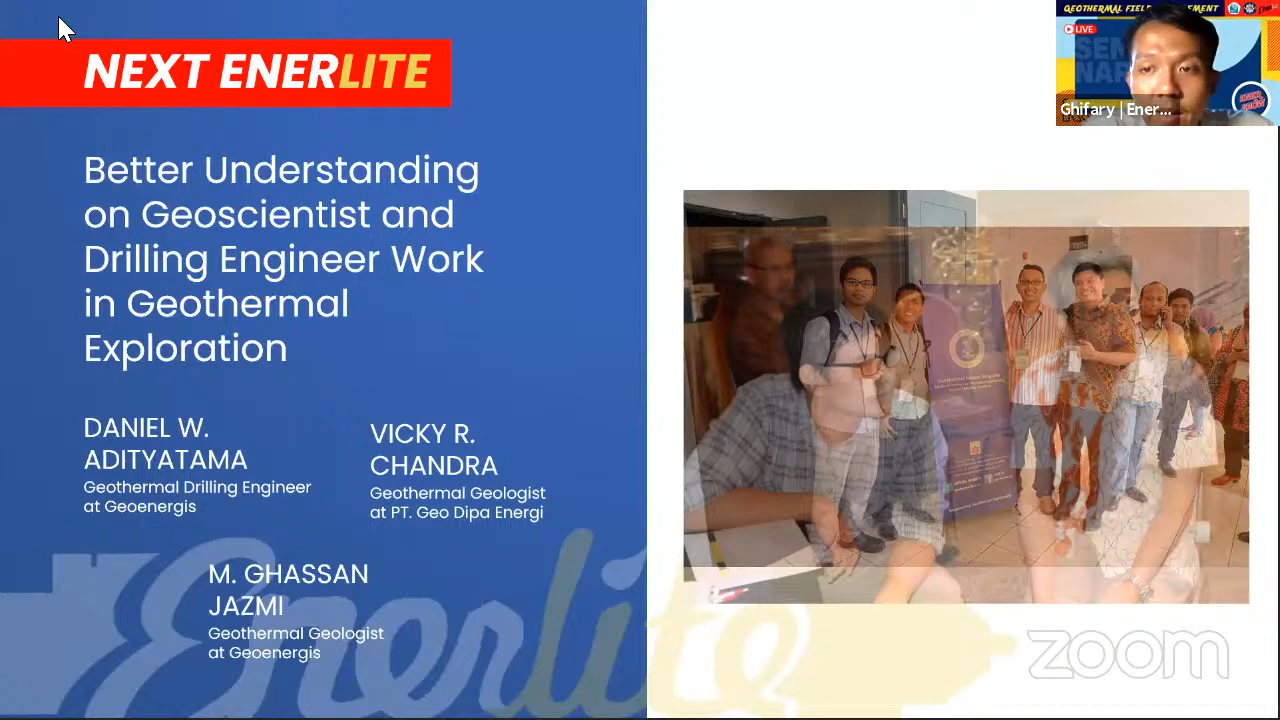 NEXT ENERLITE
Better Understanding
on Geoscientist and
Drilling Engineer Work
in Geothermal
Exploration
DANIEL W.
ADITYATAMA
Geothermal Drilling Engineer
at Geoenergis
VICKY R.
CHANDRA
Geothermal Geologist
at PT. Geo Dipa Energi
M. GHASSAN
JAZMI
Geothermal Geologist
at Geoenergis
Enerlite
LIVE
Ghifary | Ener...
zoom